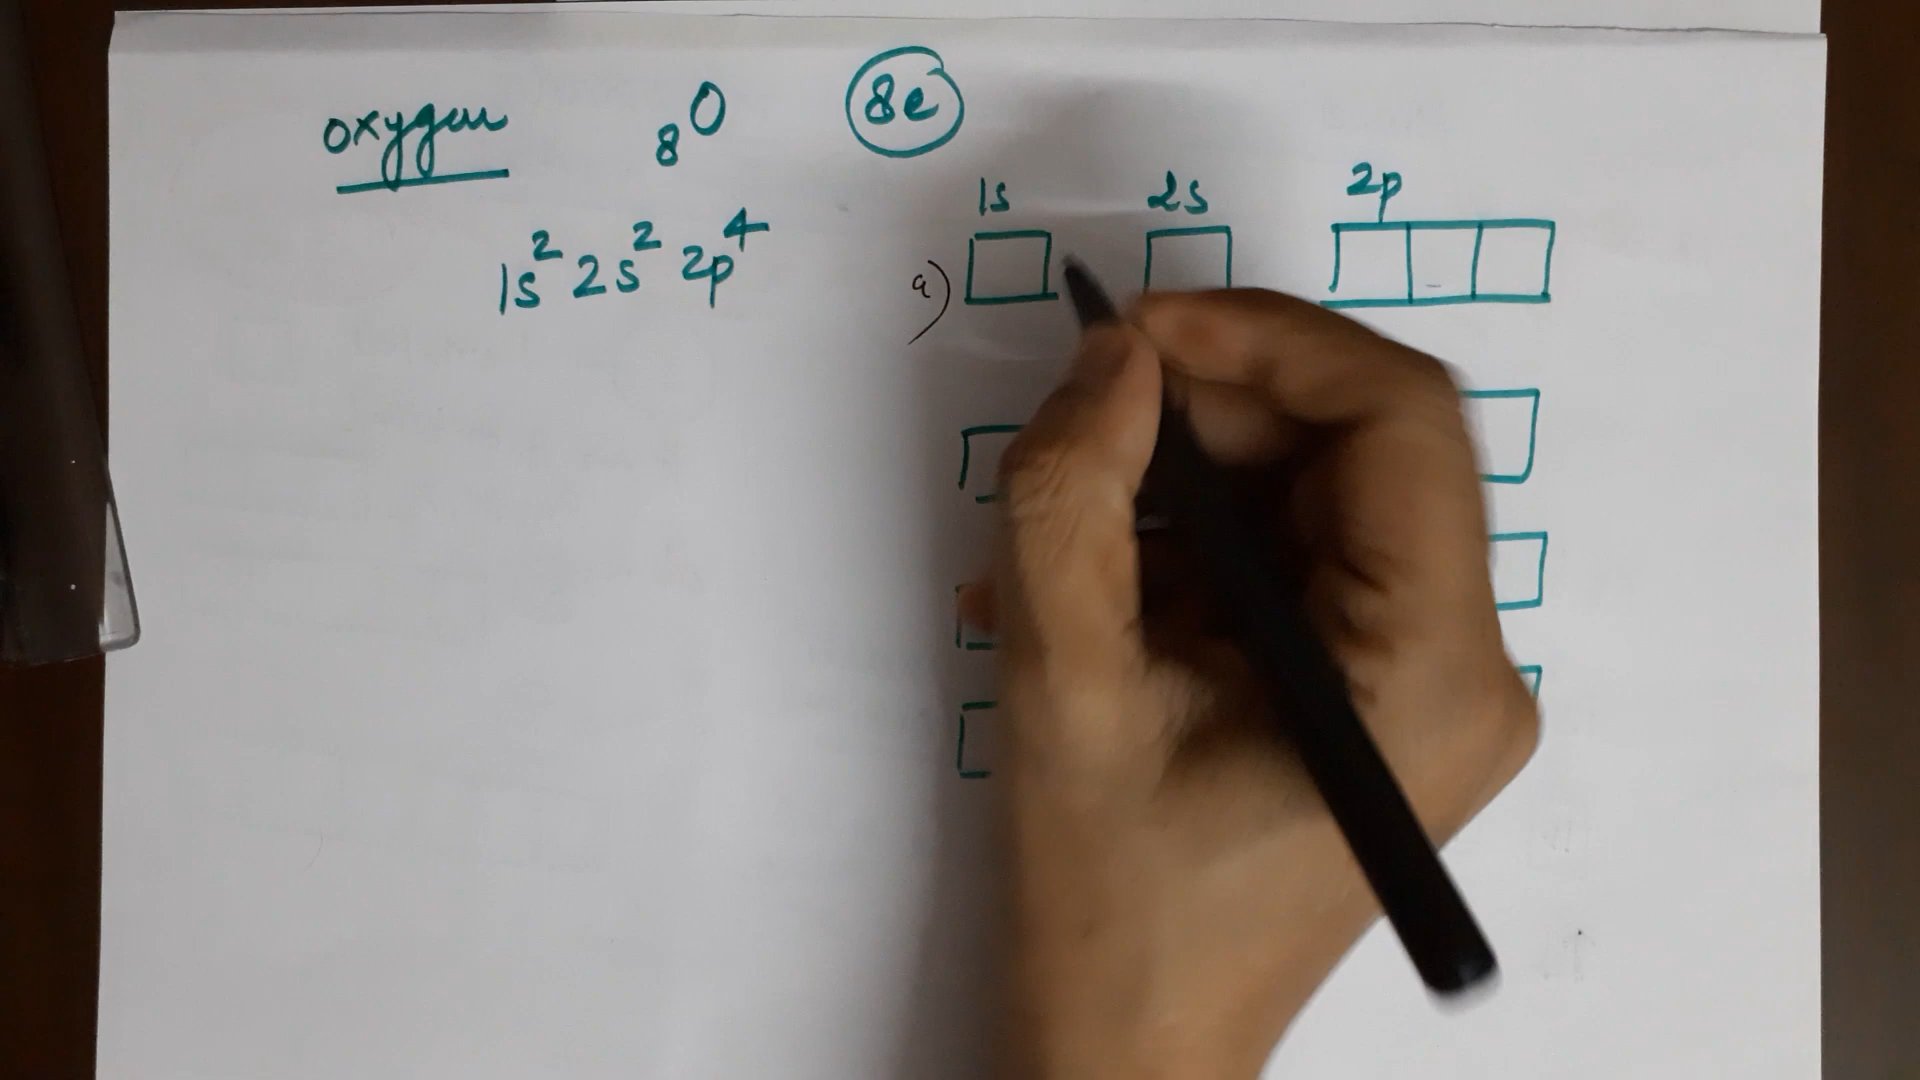 oxygen ₈O 8e
1s 2s 2p
1s² 2s² 2p⁴
a)